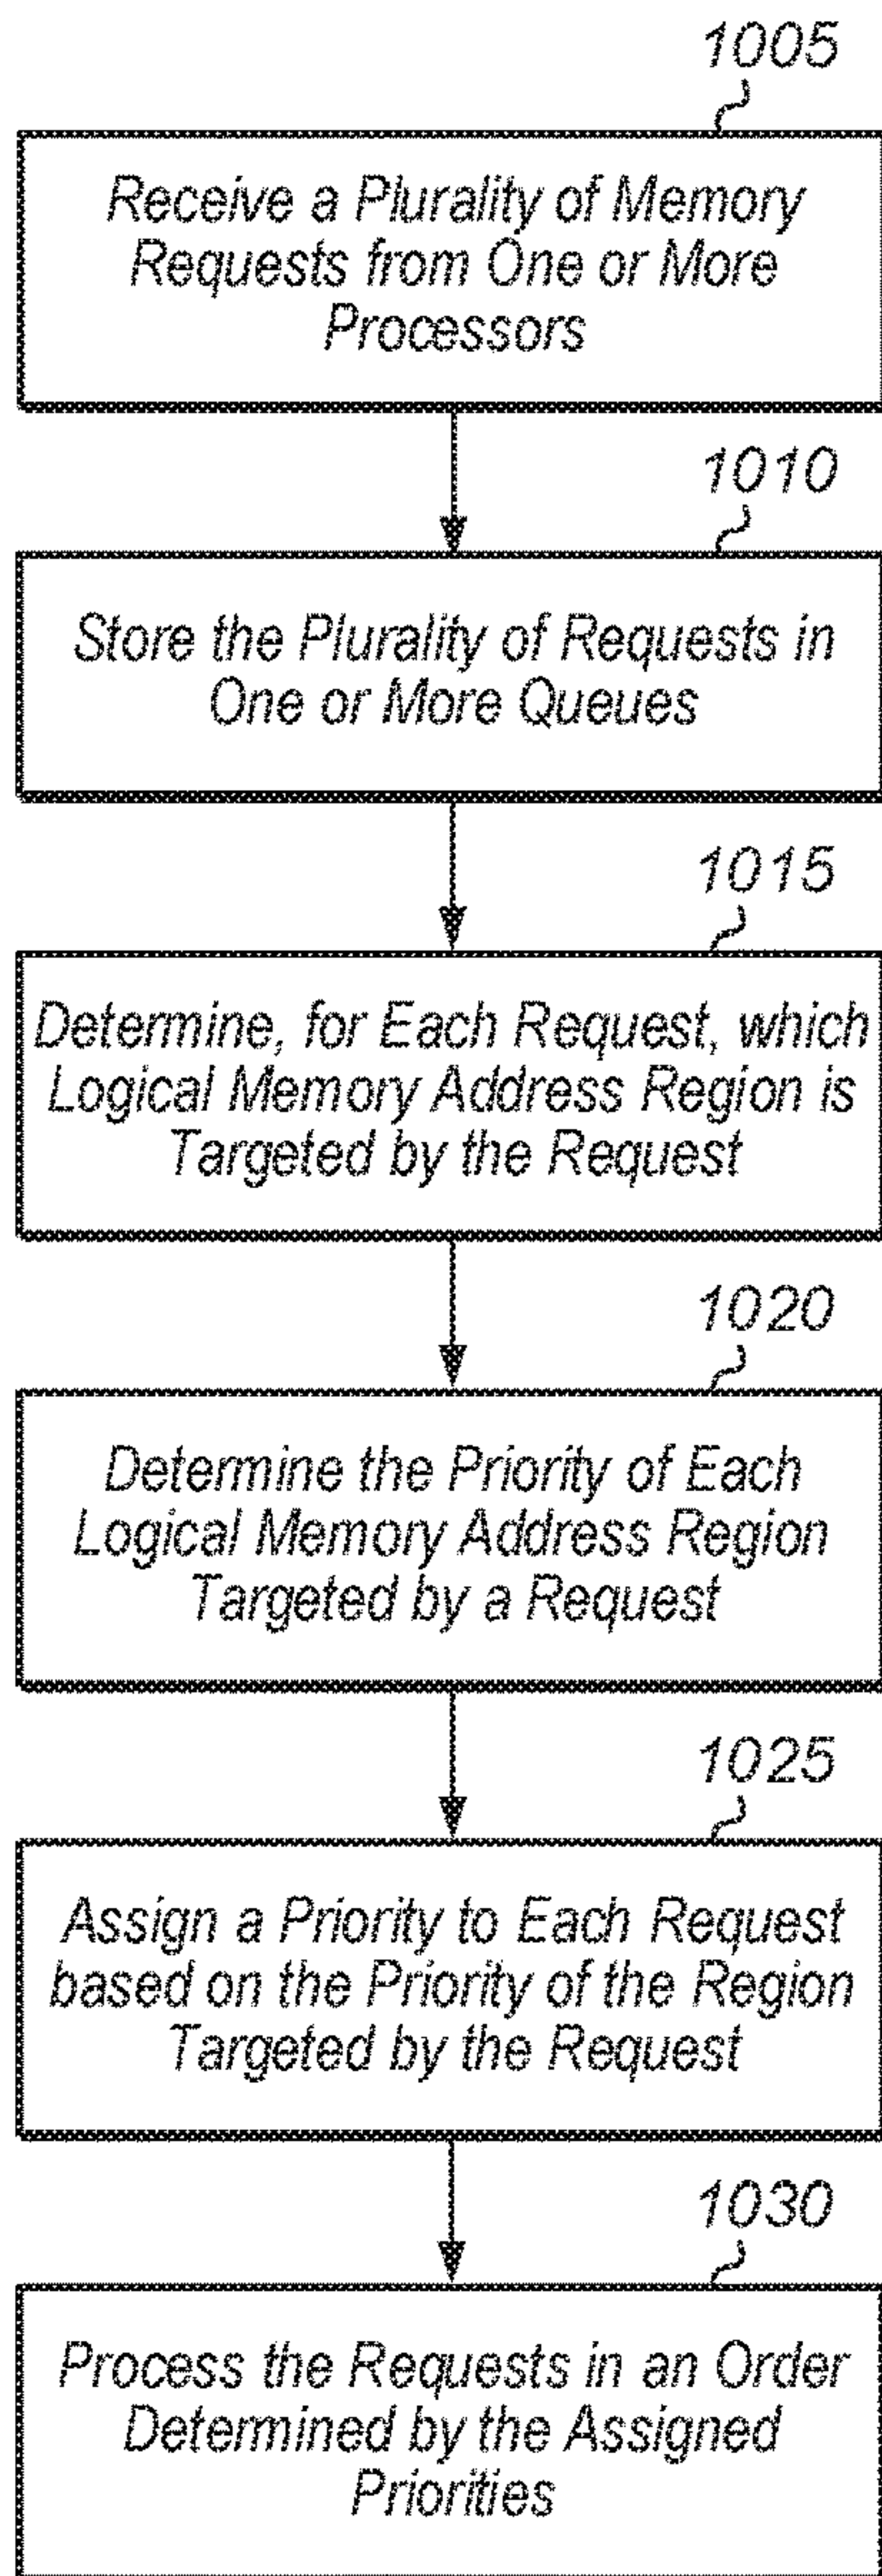 1005
Receive a Plurality of Memory
Requests from One or More
Processors
1010
Store the Plurality of Requests in
One or More Queues
1015
Determine, for Each Request, which
Logical Memory Address Region is
Targeted by the Request
1020
Determine the Priority of Each
Logical Memory Address Region
Targeted by a Request
1025
Assign a Priority to Each Request
based on the Priority of the Region
Targeted by the Request
1030
Process the Requests in an Order
Determined by the Assigned
Priorities